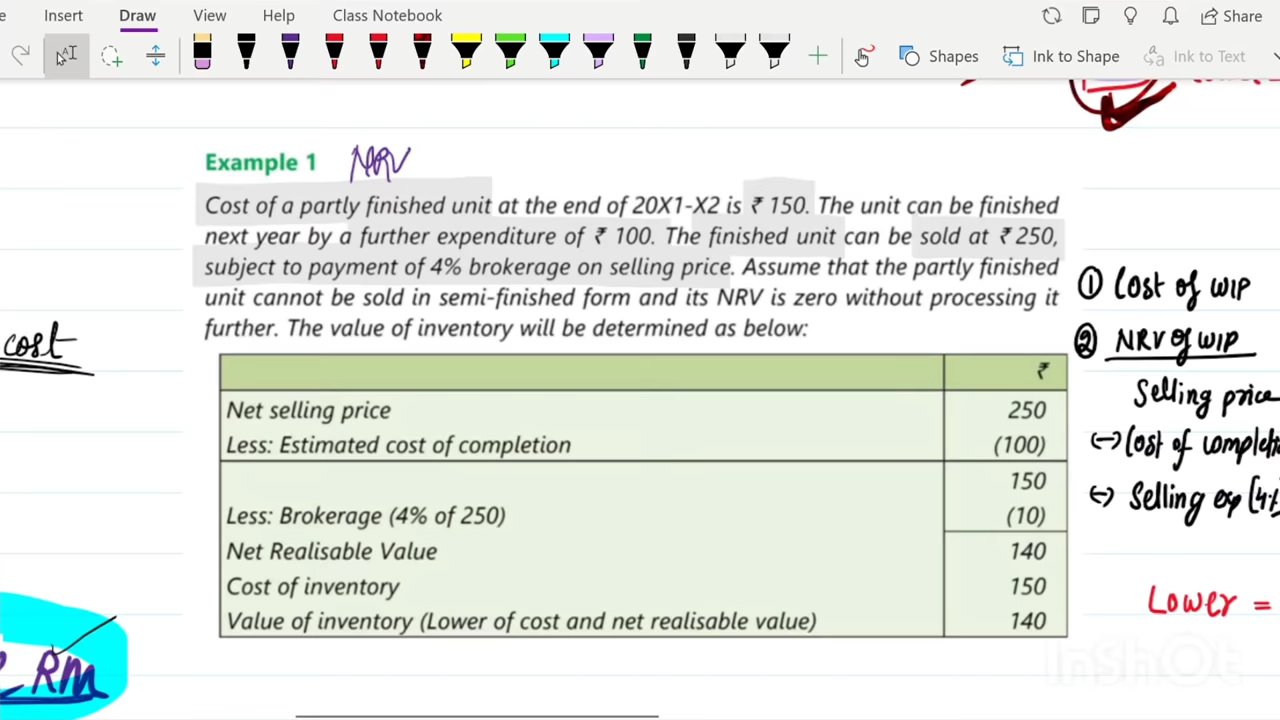 Insert Draw View Help Class Notebook Share
Shapes Ink to Shape Ink to Text
Example 1 NRV
Cost of a partly finished unit at the end of 20X1-X2 is ₹ 150. The unit can be finished
next year by a further expenditure of ₹ 100. The finished unit can be sold at ₹ 250,
subject to payment of 4% brokerage on selling price. Assume that the partly finished
unit cannot be sold in semi-finished form and its NRV is zero without processing it
further. The value of inventory will be determined as below:
₹
Net selling price 250
Less: Estimated cost of completion (100)
150
Less: Brokerage (4% of 250) (10)
Net Realisable Value 140
Cost of inventory 150
Value of inventory (Lower of cost and net realisable value) 140
cost
RM
① Cost of WIP
② NRV of WIP
Selling price
(-) Cost of complet
(-) Selling exp [4%
Lower =
InShOt